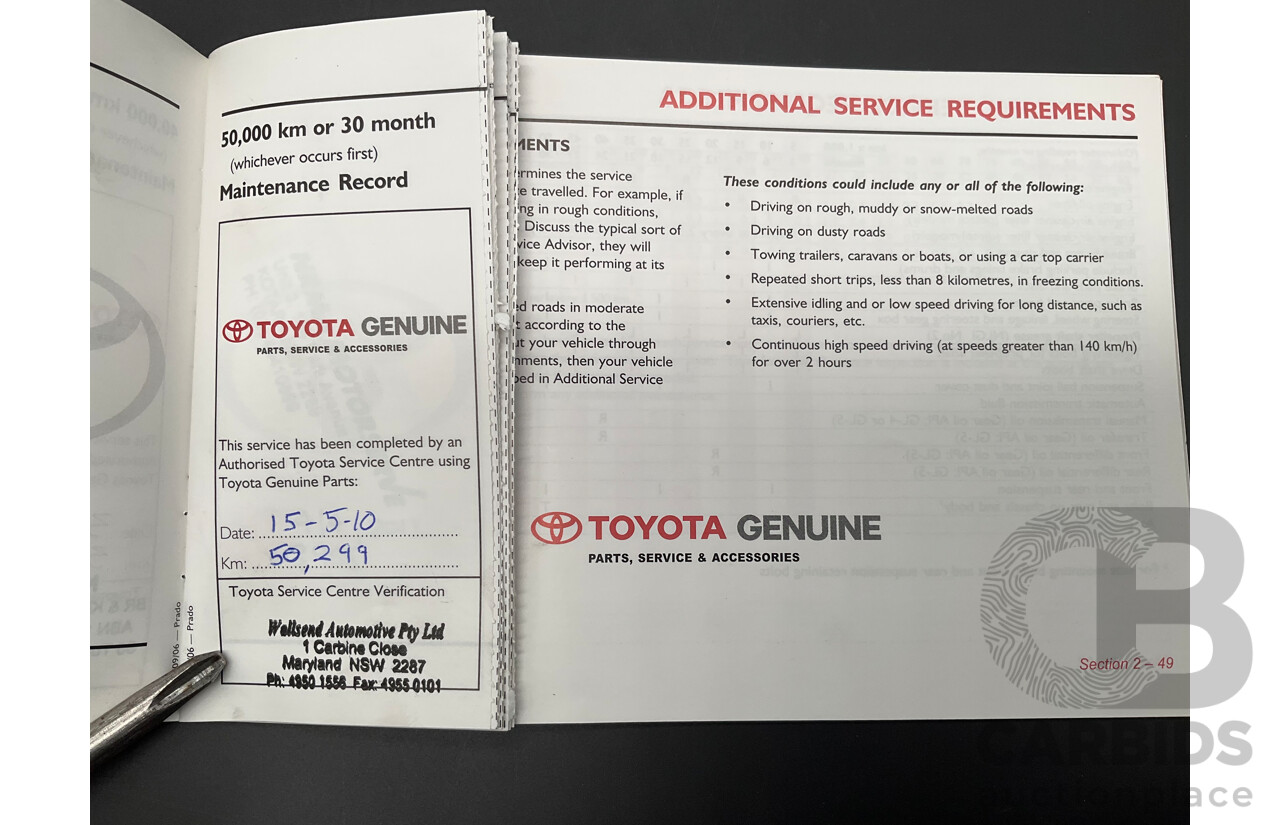 50,000 km or 30 month
(whichever occurs first)
Maintenance Record
TOYOTA GENUINE
PARTS, SERVICE & ACCESSORIES
This service has been completed by an
Authorised Toyota Service Centre using
Toyota Genuine Parts:
Date: 15-5-10
Km: 50,299
Toyota Service Centre Verification
Wallsend Automotive Pty Ltd
1 Carbine Close
Maryland NSW 2287
Ph: 4950 1556 Fax: 4955 0101
09/06 — Prado
06 — Prado
ADDITIONAL SERVICE REQUIREMENTS
MENTS
ermines the service
e travelled. For example, if
ng in rough conditions,
. Discuss the typical sort of
vice Advisor, they will
keep it performing at its
d roads in moderate
t according to the
ut your vehicle through
nments, then your vehicle
bed in Additional Service
These conditions could include any or all of the following:
• Driving on rough, muddy or snow-melted roads
• Driving on dusty roads
• Towing trailers, caravans or boats, or using a car top carrier
• Repeated short trips, less than 8 kilometres, in freezing conditions.
• Extensive idling and or low speed driving for long distance, such as
taxis, couriers, etc.
• Continuous high speed driving (at speeds greater than 140 km/h)
for over 2 hours
TOYOTA GENUINE
PARTS, SERVICE & ACCESSORIES
Section 2 – 49
CARBIDS